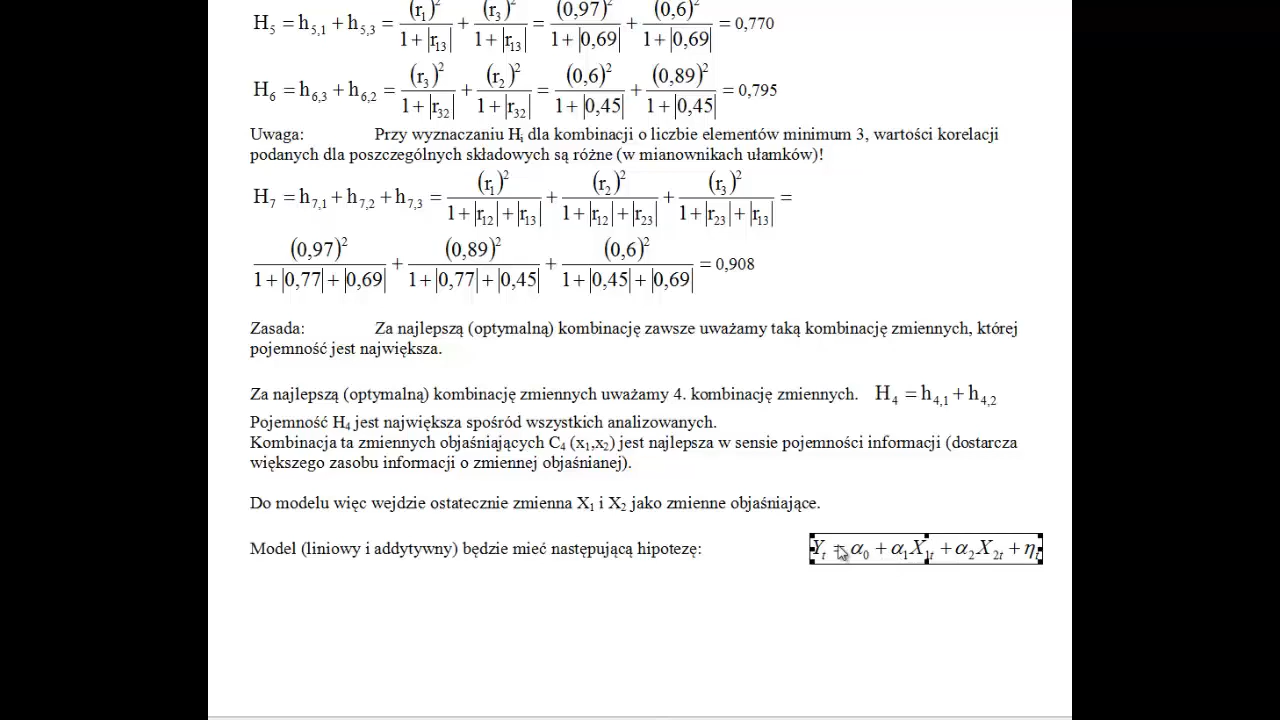 H₅ = h₅,₁ + h₅,₃ = (r₁)² / (1 + |r₁₃|) + (r₃)² / (1 + |r₁₃|) = (0,97)² / (1 + |0,69|) + (0,6)² / (1 + |0,69|) = 0,770
H₆ = h₆,₃ + h₆,₂ = (r₃)² / (1 + |r₃₂|) + (r₂)² / (1 + |r₃₂|) = (0,6)² / (1 + |0,45|) + (0,89)² / (1 + |0,45|) = 0,795
Uwaga: Przy wyznaczaniu Hᵢ dla kombinacji o liczbie elementów minimum 3, wartości korelacji
podanych dla poszczególnych składowych są różne (w mianownikach ułamków)!
H₇ = h₇,₁ + h₇,₂ + h₇,₃ = (r₁)² / (1 + |r₁₂| + |r₁₃|) + (r₂)² / (1 + |r₁₂| + |r₂₃|) + (r₃)² / (1 + |r₂₃| + |r₁₃|) =
(0,97)² / (1 + |0,77| + |0,69|) + (0,89)² / (1 + |0,77| + |0,45|) + (0,6)² / (1 + |0,45| + |0,69|) = 0,908
Zasada: Za najlepszą (optymalną) kombinację zawsze uważamy taką kombinację zmiennych, której
pojemność jest największa.
Za najlepszą (optymalną) kombinację zmiennych uważamy 4. kombinację zmiennych. H₄ = h₄,₁ + h₄,₂
Pojemność H₄ jest największa spośród wszystkich analizowanych.
Kombinacja ta zmiennych objaśniających C₄ (x₁,x₂) jest najlepsza w sensie pojemności informacji (dostarcza
większego zasobu informacji o zmiennej objaśnianej).
Do modelu więc wejdzie ostatecznie zmienna X₁ i X₂ jako zmienne objaśniające.
Model (liniowy i addytywny) będzie mieć następującą hipotezę: Yₜ = α₀ + α₁X₁ₜ + α₂X₂ₜ + ηₜ